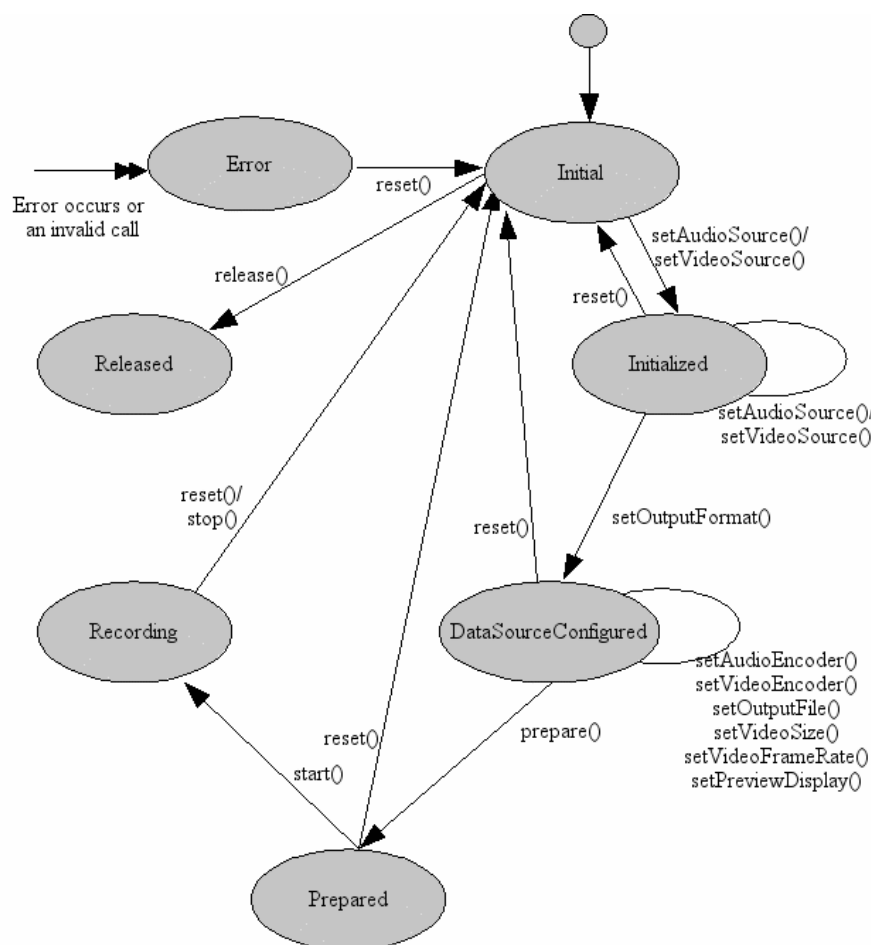 Error
reset()
Initial
Error occurs or
an invalid call
setAudioSource()/
setVideoSource()
release()
reset()
Released
Initialized
setAudioSource()/
setVideoSource()
reset()/
stop()
setOutputFormat()
reset()
Recording
DataSourceConfigured
setAudioEncoder()
setVideoEncoder()
setOutputFile()
setVideoSize()
setVideoFrameRate()
setPreviewDisplay()
reset()
prepare()
start()
Prepared